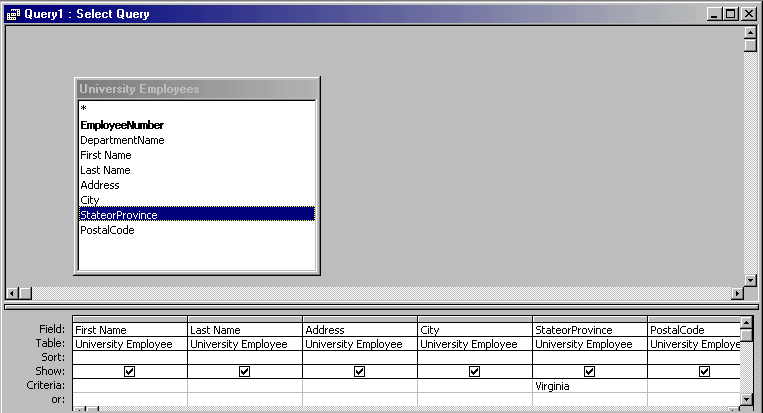 Query1 : Select Query
University Employees
*
EmployeeNumber
DepartmentName
First Name
Last Name
Address
City
StateorProvince
PostalCode
Field: First Name Last Name Address City StateorProvince PostalCode
Table: University Employee University Employee University Employee University Employee University Employee University Employe
Sort:
Show:
Criteria: Virginia
or: